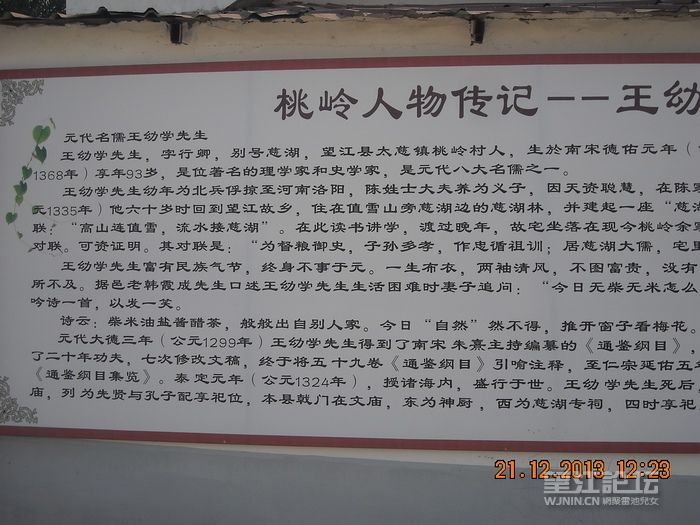 桃岭人物传记--王幼
元代名儒王幼学先生
王幼学先生，字行卿，别号慈湖，望江县太慈镇桃岭村人，生於南宋德佑元年（
1368年）享年93岁，是位著名的理学家和史学家，是元代八大名儒之一。
王幼学先生幼年为北兵俘掠至河南洛阳，陈姓士大夫养为义子，因天资聪慧，在陈
元1335年）他六十岁时回到望江故乡，住在值雪山旁慈湖边的慈湖林，并建起一座“慈
联：“高山连值雪，流水接慈湖”。在此读书讲学，渡过晚年，故宅坐落在现今桃岭余
对联。可资证明。其对联是：“为督粮御史，子孙多孝，作忠循祖训；居慈湖大儒，宅里
王幼学先生富有民族气节，终身不事于元。一生布衣，两袖清风，不图富贵，没有
所不及。据邑老韩霞成先生口述王幼学先生生活困难时妻子追问：“今日无柴无米怎么
吟诗一首，以发一笑。
诗云：柴米油盐酱醋茶，般般出自别人家。今日“自然”然不得，推开窗子看梅花。
元代大德三年（公元1299年）王幼学先生得到了南宋朱熹主持编纂的《通鉴纲目》，
了二十年功夫，七次修改文稿，终于将五十九卷《通鉴纲目》引喻注释，至仁宗延佑五
《通鉴纲目集览》。泰定元年（公元1324年），授诸海内，盛行于世。王幼学先生死后，
庙，列为先贤与孔子配享祀位，本县戟门在文庙，东为神厨，西为慈湖专祠，四时享祀
21.12.2013 12:23
望江論坛
WJNIN.CN 網聚雷池兒女